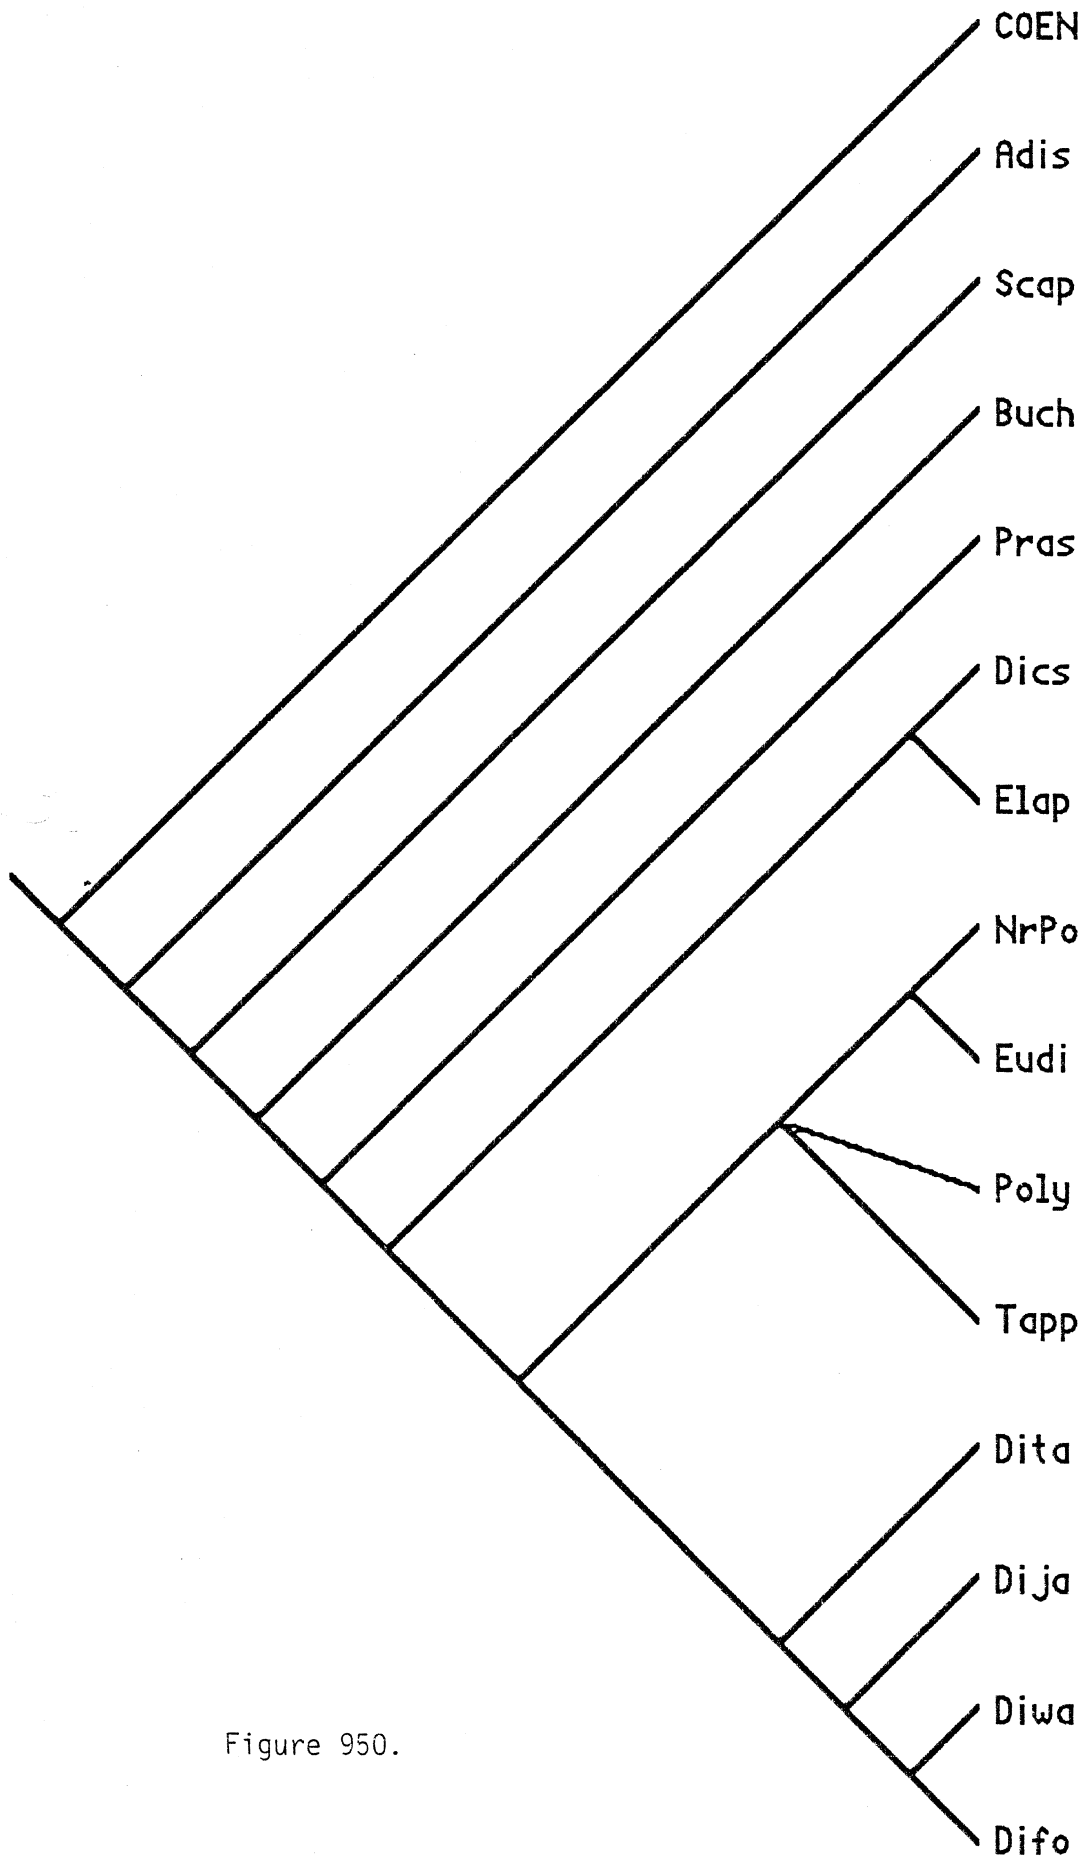 COEN
Adis
Scap
Buch
Pras
Dics
Elap
NrPo
Eudi
Poly
Tapp
Dita
Dija
Diwa
Figure 950.
Difo